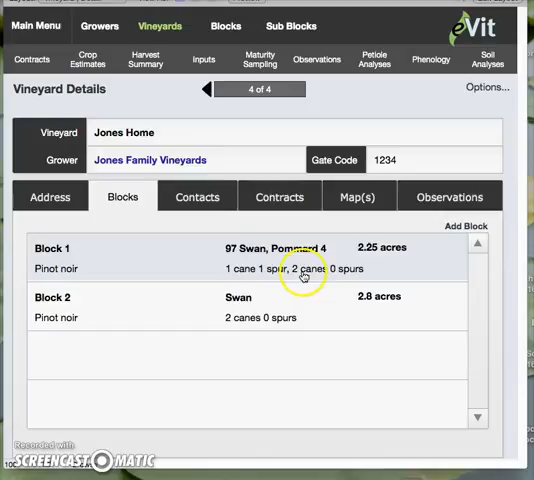 Main Menu Growers Vineyards Blocks Sub Blocks
eVit
Contracts Crop Estimates Harvest Summary Inputs Maturity Sampling Observations Petiole Analyses Phenology Soil Analyses
Vineyard Details 4 of 4 Options...
Vineyard Jones Home
Grower Jones Family Vineyards Gate Code 1234
Address Blocks Contacts Contracts Map(s) Observations
Add Block
Block 1 97 Swan, Pommard 4 2.25 acres
Pinot noir 1 cane 1 spur, 2 canes 0 spurs
Block 2 Swan 2.8 acres
Pinot noir 2 canes 0 spurs
Recorded with
SCREENCAST-O-MATIC